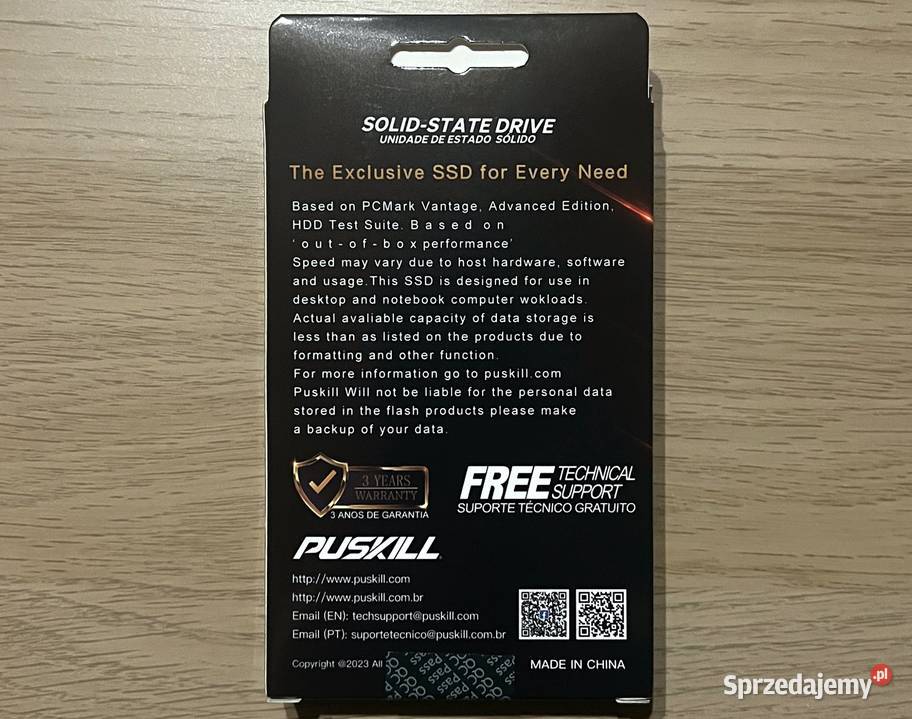 SOLID-STATE DRIVE
UNIDADE DE ESTADO SÓLIDO
The Exclusive SSD for Every Need
Based on PCMark Vantage, Advanced Edition,
HDD Test Suite. Based on
'out-of-box performance'
Speed may vary due to host hardware, software
and usage.This SSD is designed for use in
desktop and notebook computer wokloads.
Actual avaliable capacity of data storage is
less than as listed on the products due to
formatting and other function.
For more information go to puskill.com
Puskill Will not be liable for the personal data
stored in the flash products please make
a backup of your data.
3 YEARS
WARRANTY
3 ANOS DE GARANTIA
FREE TECHNICAL
SUPPORT
SUPORTE TÉCNICO GRATUITO
PUSKILL
http://www.puskill.com
http://www.puskill.com.br
Email (EN): techsupport@puskill.com
Email (PT): suportetecnico@puskill.com.br
Copyright @2023 All
QC Pass
MADE IN CHINA
Sprzedajemy.pl